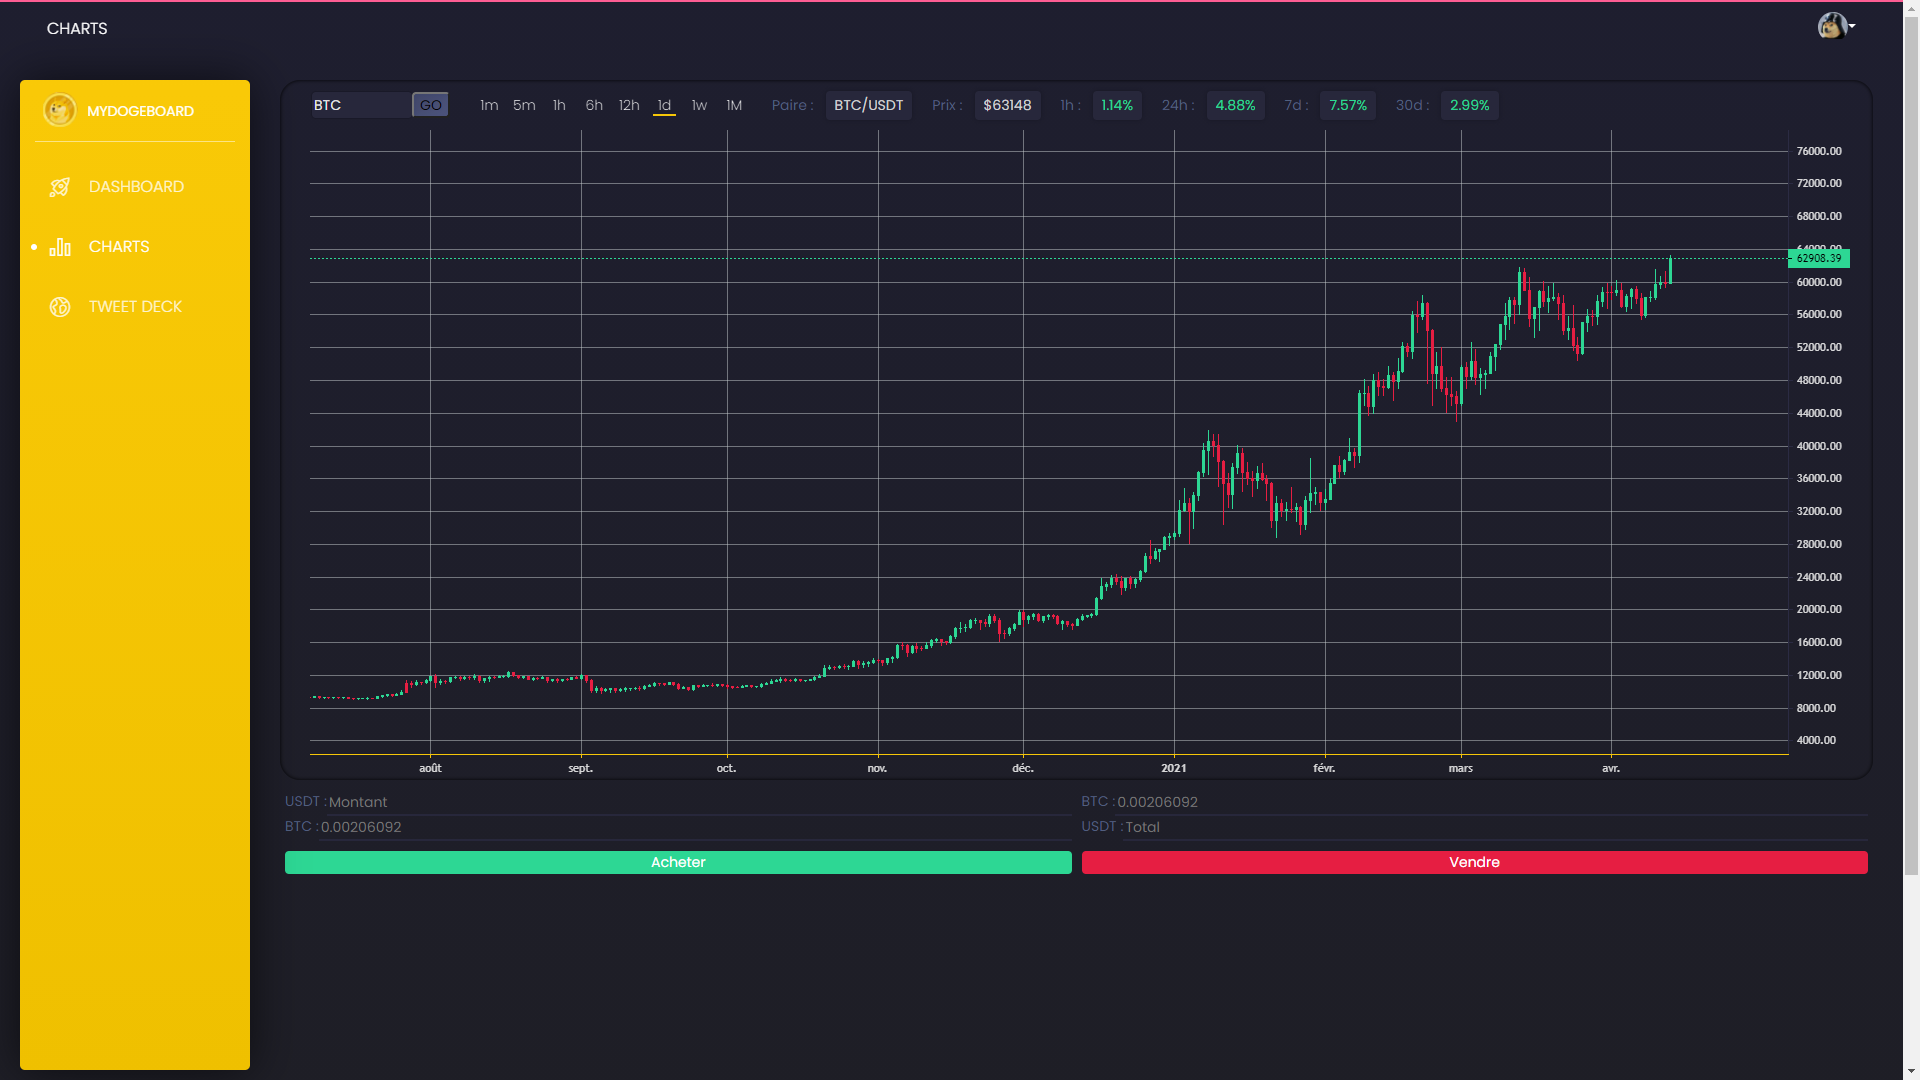 CHARTS
MYDOGEBOARD
DASHBOARD
CHARTS
TWEET DECK
BTC GO 1m 5m 1h 6h 12h 1d 1w 1M Paire : BTC/USDT Prix : $63148 1h : 1.14% 24h : 4.88% 7d : 7.57% 30d : 2.99%
76000.00
72000.00
68000.00
64000.00
62908.39
60000.00
56000.00
52000.00
48000.00
44000.00
40000.00
36000.00
32000.00
28000.00
24000.00
20000.00
16000.00
12000.00
8000.00
4000.00
août sept. oct. nov. déc. 2021 févr. mars avr.
USDT : Montant
BTC : 0.00206092
Acheter
BTC : 0.00206092
USDT : Total
Vendre